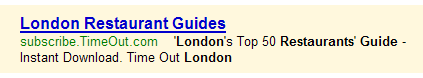 London Restaurant Guides
subscribe.TimeOut.com 'London's Top 50 Restaurants' Guide -
Instant Download. Time Out London